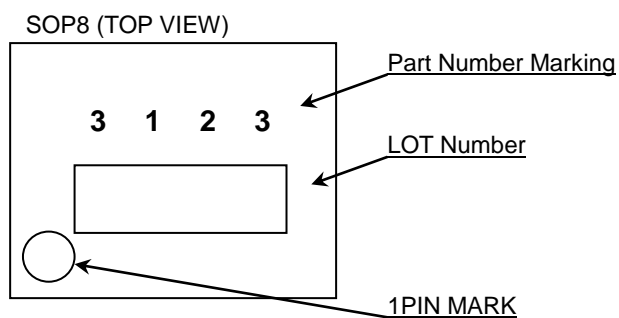 SOP8 (TOP VIEW)
Part Number Marking
3 1 2 3
LOT Number
1PIN MARK